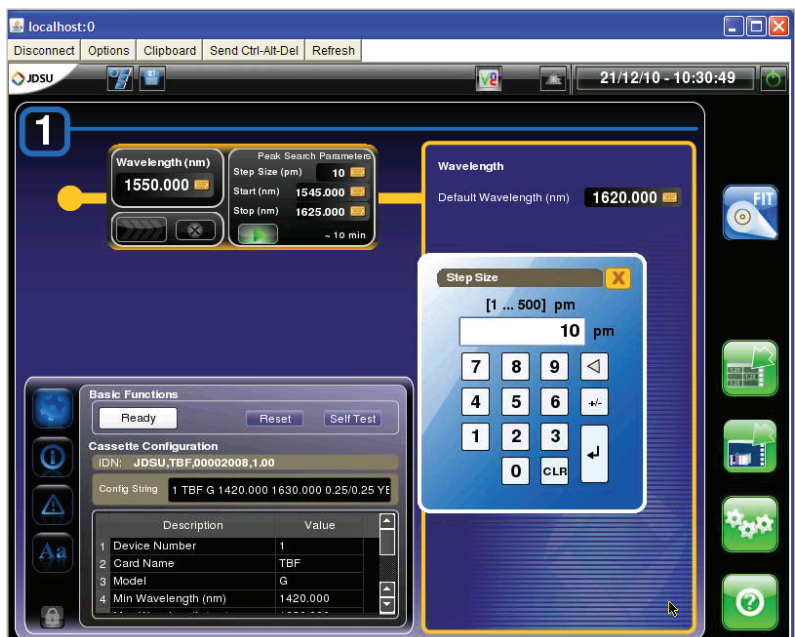 localhost:0
Disconnect Options Clipboard Send Ctrl-Alt-Del Refresh
JDSU V2 21/12/10 - 10:30:49
1
Wavelength (nm)
1550.000
Peak Search Parameters
Step Size (pm) 10
Start (nm) 1545.000
Stop (nm) 1625.000
~ 10 min
Wavelength
Default Wavelength (nm) 1620.000
FIT
Step Size X
[1 ... 500] pm
10 pm
7 8 9
4 5 6 +/-
1 2 3
0 CLR
Basic Functions
Ready Reset Self Test
Cassette Configuration
IDN: JDSU,TBF,00002008,1.00
Config String 1 TBF G 1420.000 1630.000 0.25/0.25 YE
Description Value
1 Device Number 1
2 Card Name TBF
3 Model G
4 Min Wavelength (nm) 1420.000
Aa